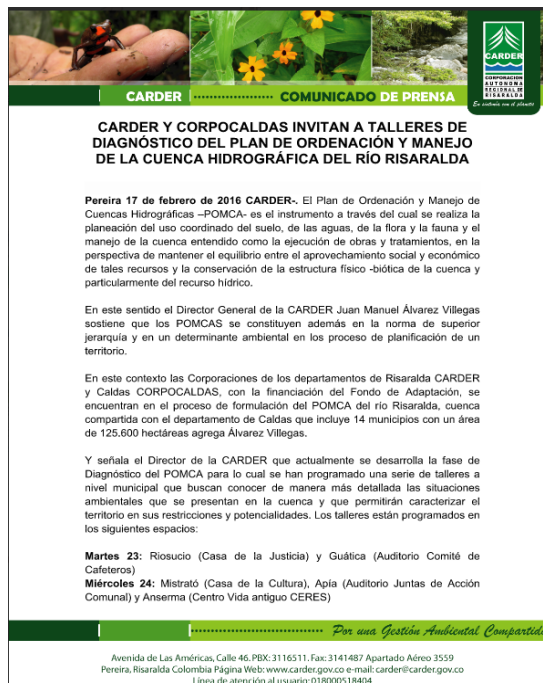 CARDER
CORPORACION
AUTONOMA
REGIONAL DE
RISARALDA
En sintonía con el planeta
CARDER COMUNICADO DE PRENSA
CARDER Y CORPOCALDAS INVITAN A TALLERES DE
DIAGNÓSTICO DEL PLAN DE ORDENACIÓN Y MANEJO
DE LA CUENCA HIDROGRÁFICA DEL RÍO RISARALDA
Pereira 17 de febrero de 2016 CARDER-. El Plan de Ordenación y Manejo de
Cuencas Hidrográficas –POMCA- es el instrumento a través del cual se realiza la
planeación del uso coordinado del suelo, de las aguas, de la flora y la fauna y el
manejo de la cuenca entendido como la ejecución de obras y tratamientos, en la
perspectiva de mantener el equilibrio entre el aprovechamiento social y económico
de tales recursos y la conservación de la estructura físico -biótica de la cuenca y
particularmente del recurso hídrico.
En este sentido el Director General de la CARDER Juan Manuel Álvarez Villegas
sostiene que los POMCAS se constituyen además en la norma de superior
jerarquía y en un determinante ambiental en los proceso de planificación de un
territorio.
En este contexto las Corporaciones de los departamentos de Risaralda CARDER
y Caldas CORPOCALDAS, con la financiación del Fondo de Adaptación, se
encuentran en el proceso de formulación del POMCA del río Risaralda, cuenca
compartida con el departamento de Caldas que incluye 14 municipios con un área
de 125.600 hectáreas agrega Álvarez Villegas.
Y señala el Director de la CARDER que actualmente se desarrolla la fase de
Diagnóstico del POMCA para lo cual se han programado una serie de talleres a
nivel municipal que buscan conocer de manera más detallada las situaciones
ambientales que se presentan en la cuenca y que permitirán caracterizar el
territorio en sus restricciones y potencialidades. Los talleres están programados en
los siguientes espacios:
Martes 23: Riosucio (Casa de la Justicia) y Guática (Auditorio Comité de
Cafeteros)
Miércoles 24: Mistrató (Casa de la Cultura), Apía (Auditorio Juntas de Acción
Comunal) y Anserma (Centro Vida antiguo CERES)
Por una Gestión Ambiental Compartida
Avenida de Las Américas, Calle 46. PBX: 3116511. Fax: 3141487 Apartado Aéreo 3559
Pereira, Risaralda Colombia Página Web: www.carder.gov.co e-mail: carder@carder.gov.co
Línea de atención al usuario: 018000518404